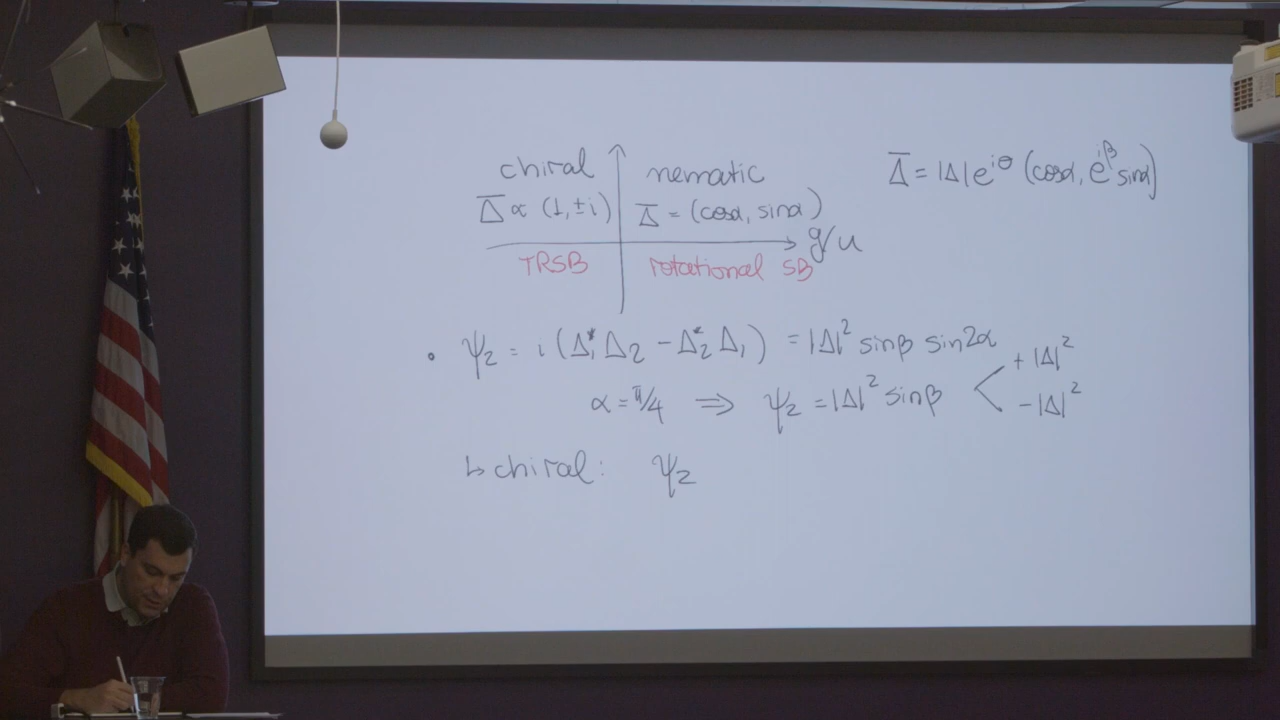 chiral
nematic
Δ̅ = |Δ| e^{iθ} (cosα, e^{iβ} sinα)
Δ̅ ∝ (1, ±i)
Δ̅ = (cosα, sinα)
g/u
TRSB
rotational SB
• ψ₂ = i (Δ₁* Δ₂ − Δ₂* Δ₁) = |Δ|² sinβ sin2α
α = π/4 ⇒ ψ₂ = |Δ|² sinβ < + |Δ|²
− |Δ|²
↳ chiral: ψ₂